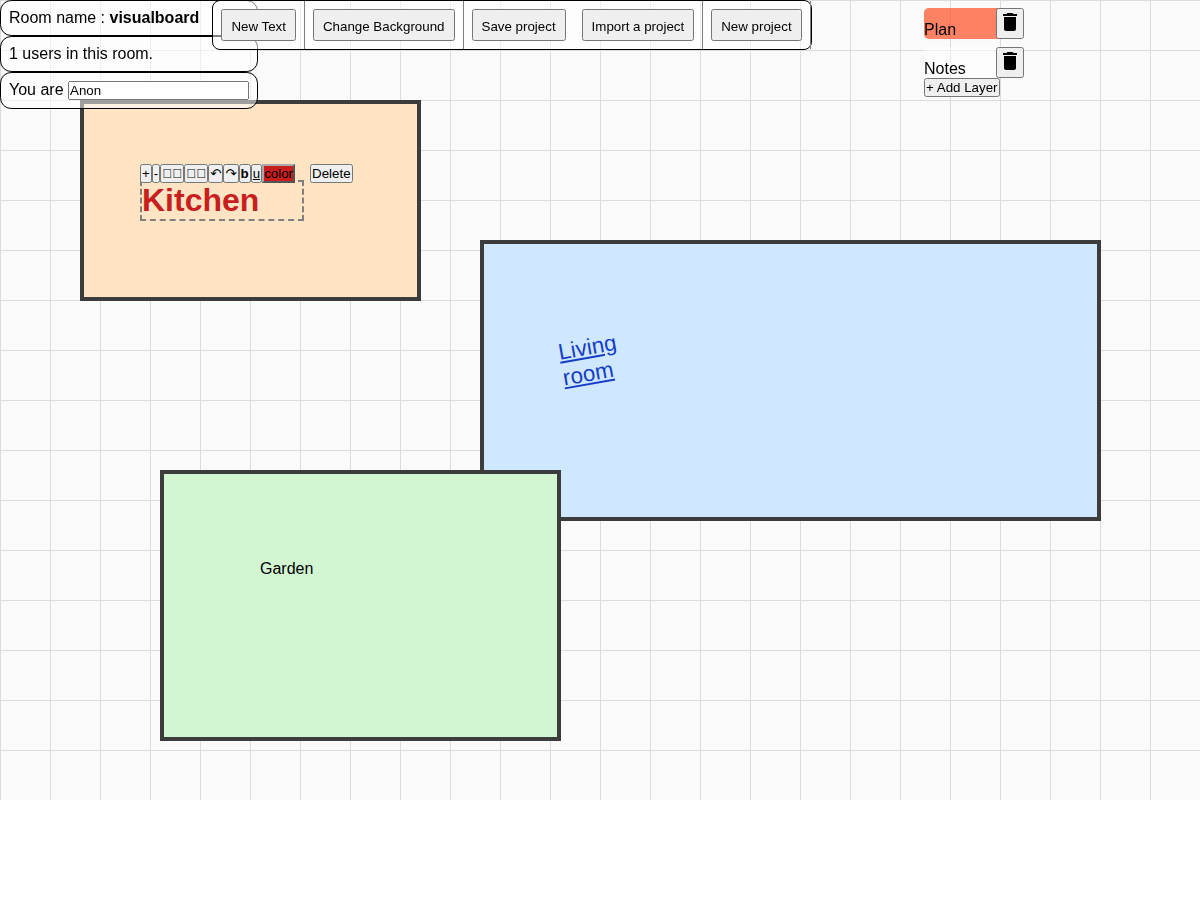 Room name : visualboard
1 users in this room.
You are Anon
New Text
Change Background
Save project
Import a project
New project
Plan
Notes
+ Add Layer
+ - ↶ ↷ b u color Delete
Kitchen
Living
room
Garden